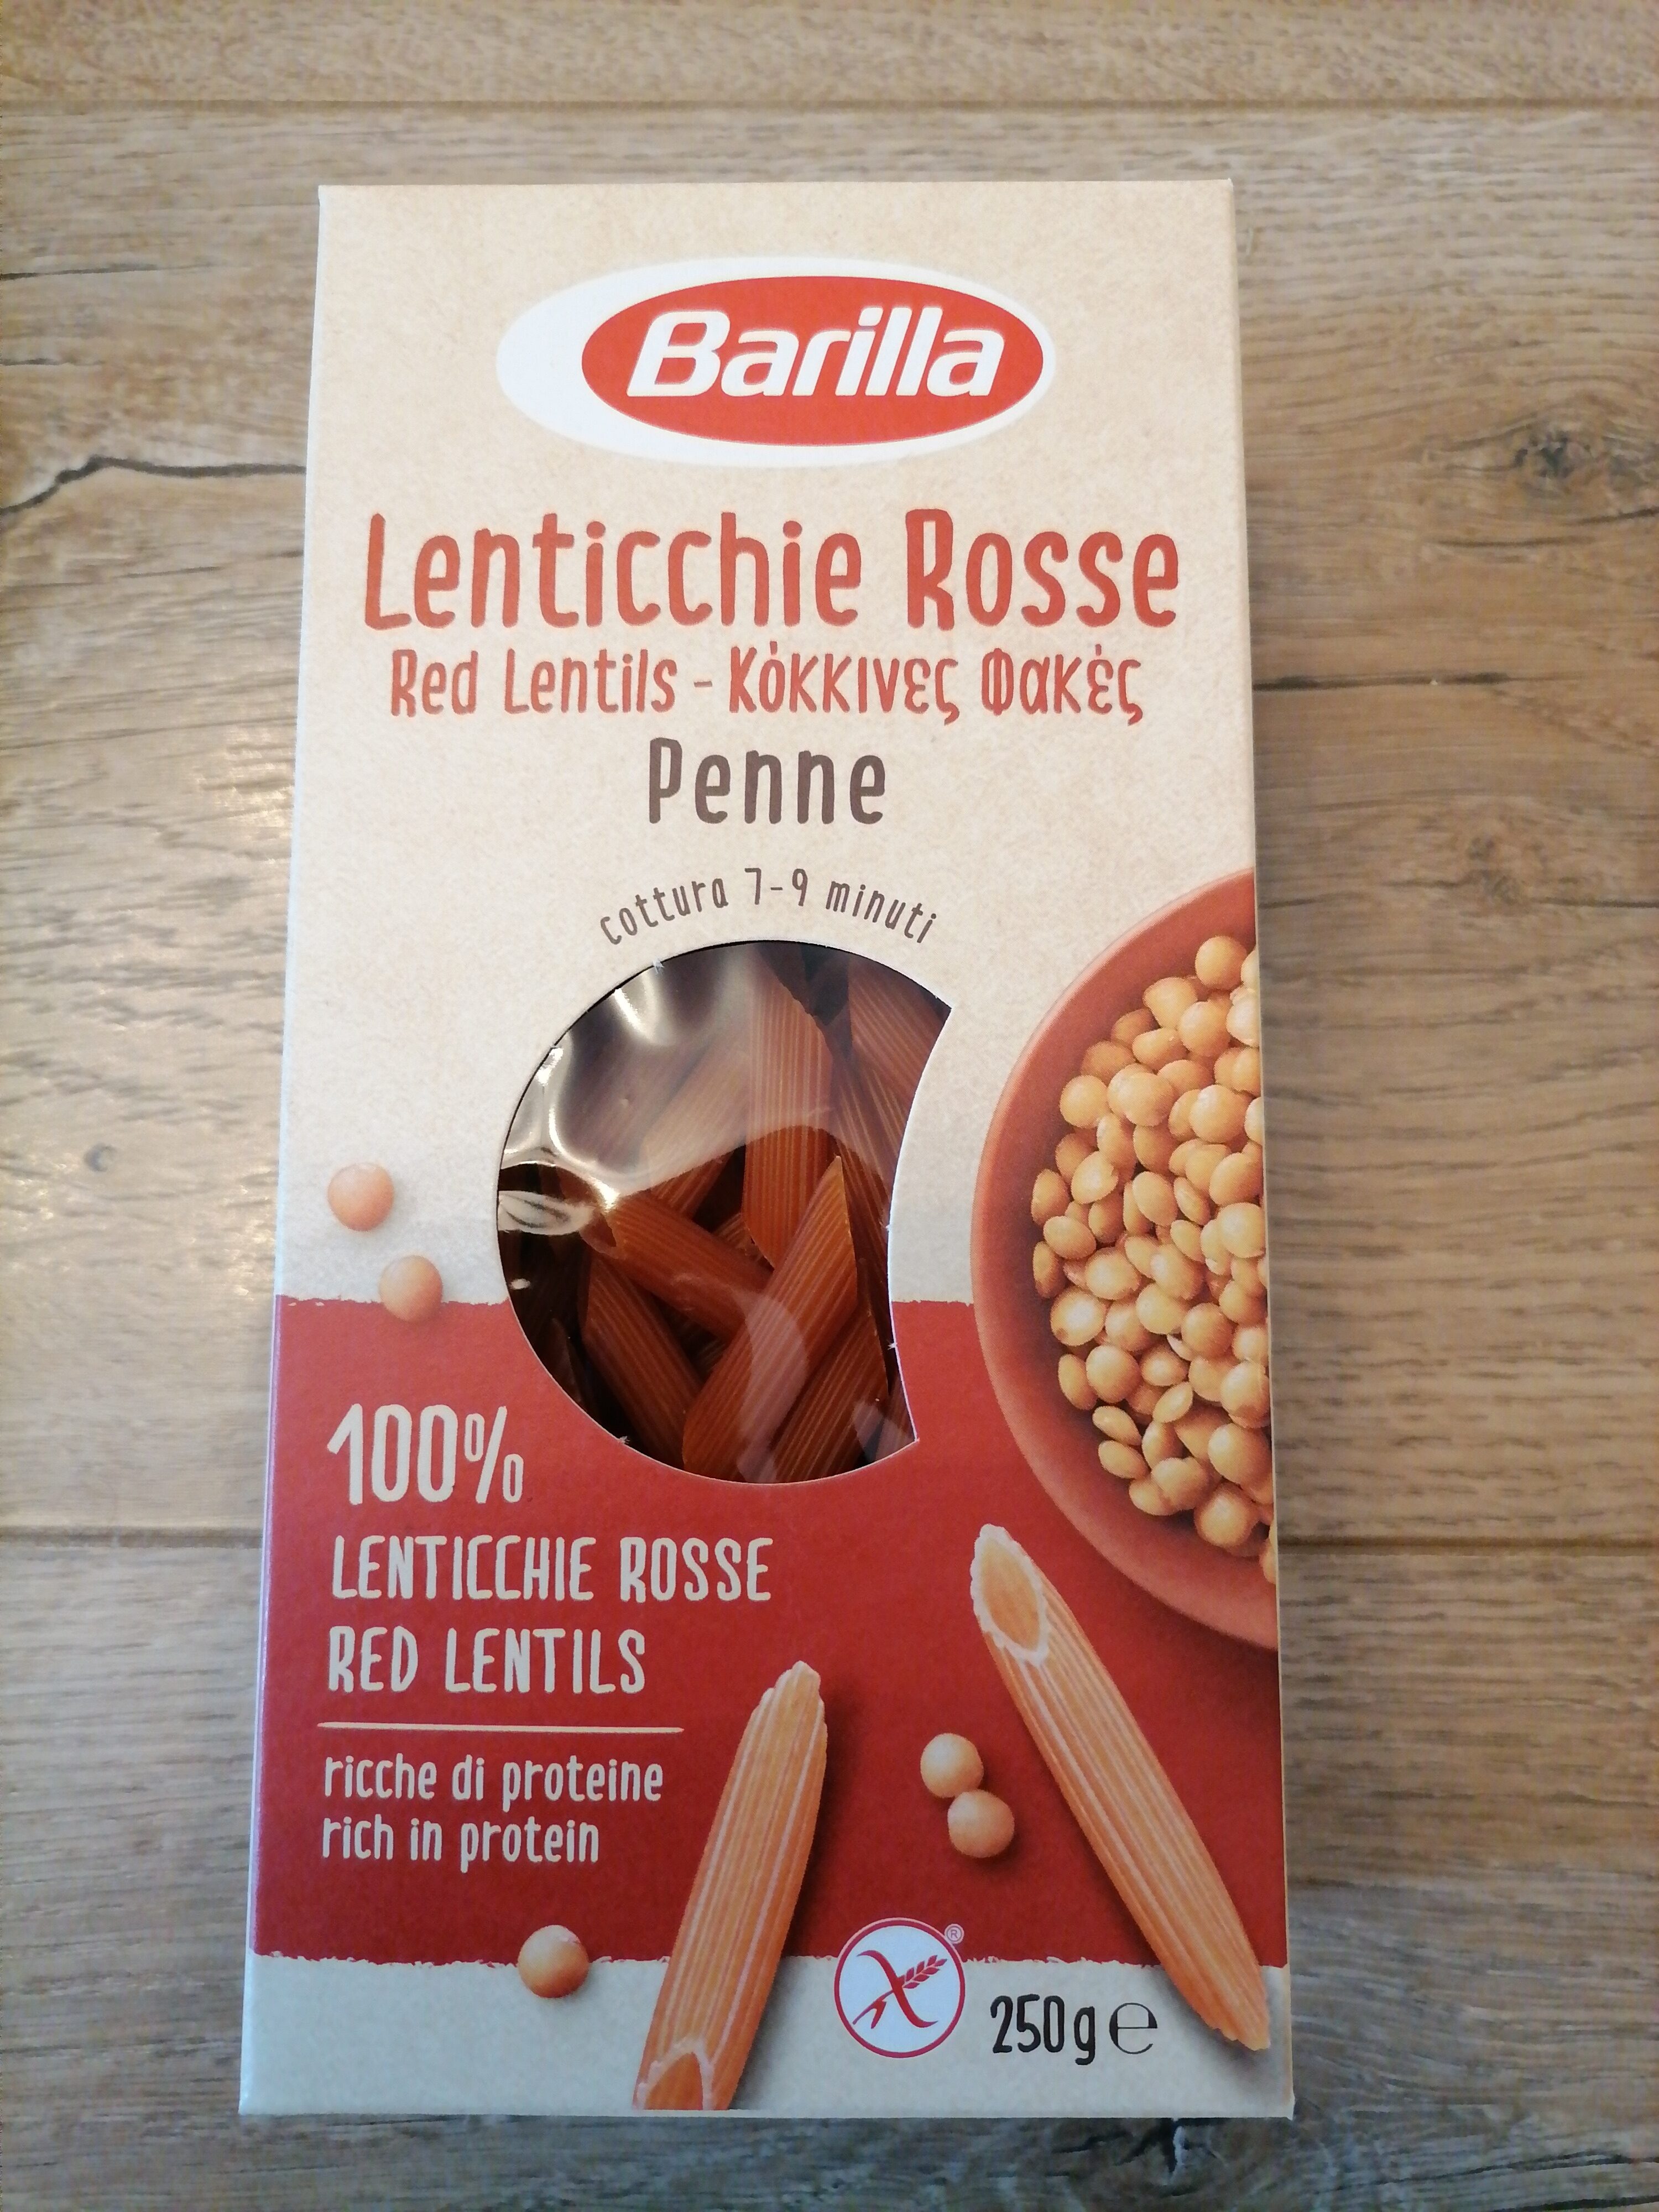 Barilla
Lenticchie Rosse
Red Lentils - Κόκκινες Φακές
Penne
cottura 7-9 minuti
100%
LENTICCHIE ROSSE
RED LENTILS
ricche di proteine
rich in protein
®
250g ℮